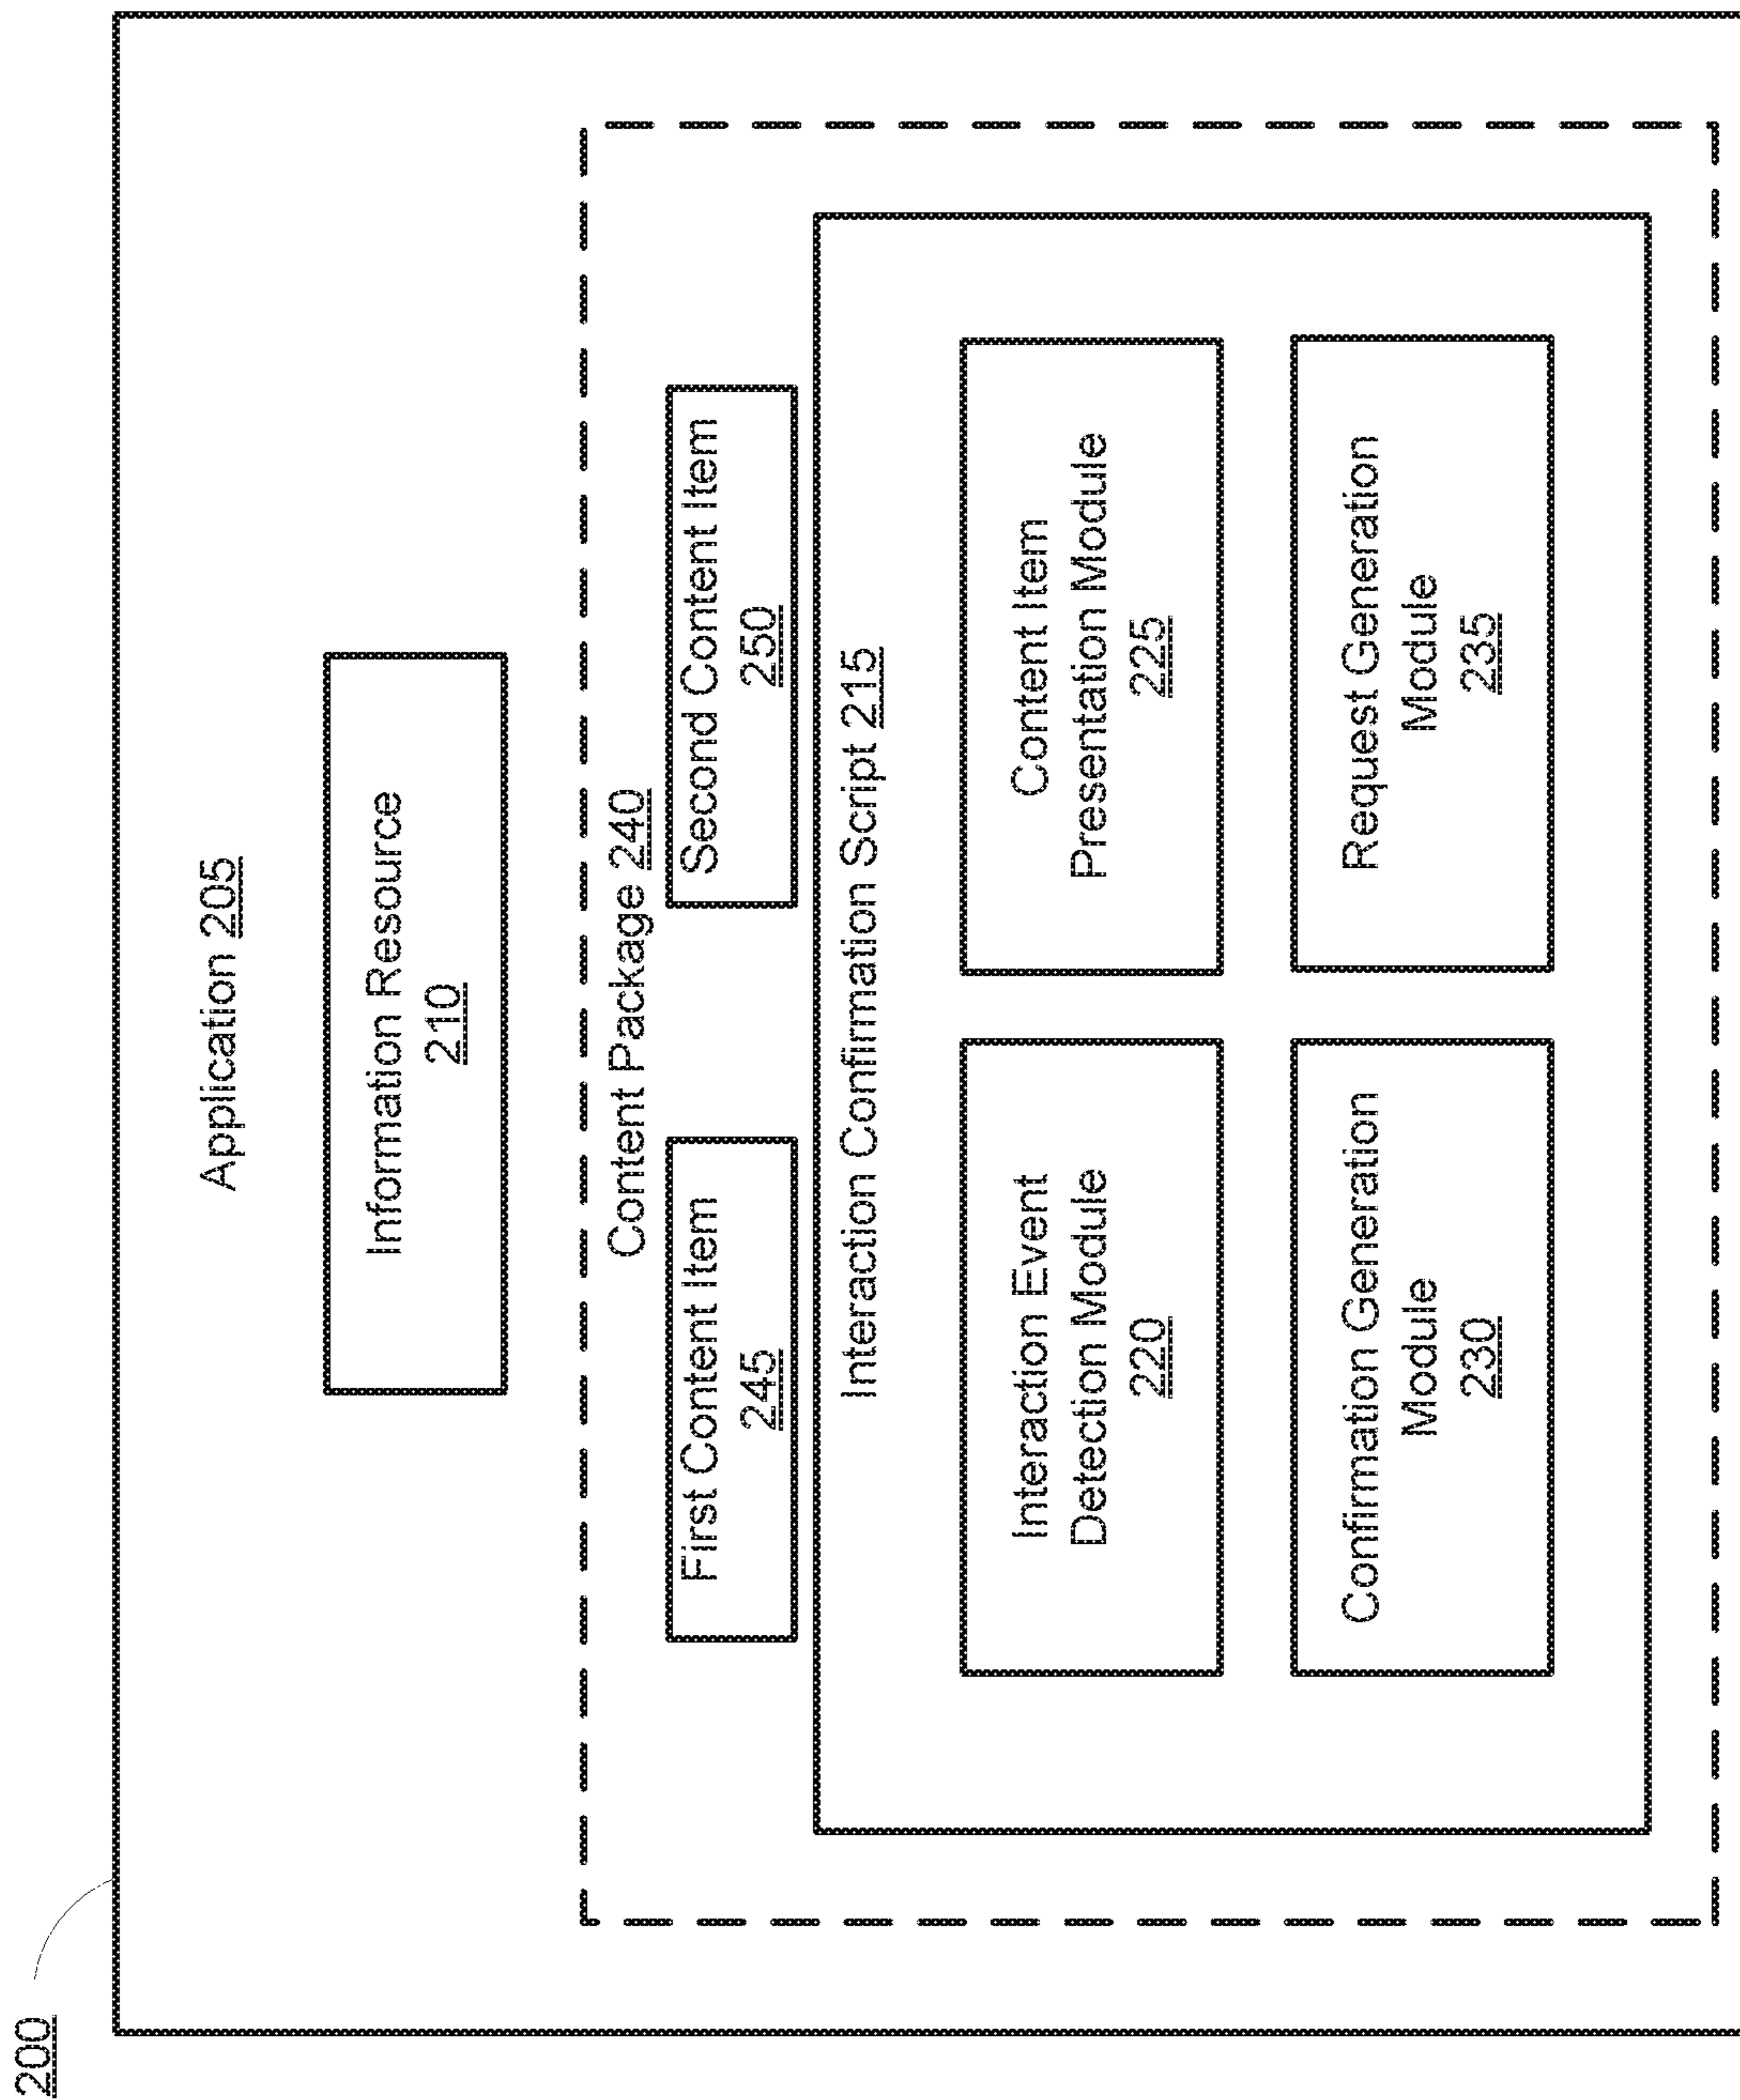 200
Application 205
Information Resource
210
Content Package 240
First Content Item
245
Second Content Item
250
Interaction Confirmation Script 215
Interaction Event
Detection Module
220
Content Item
Presentation Module
225
Confirmation Generation
Module
230
Request Generation
Module
235